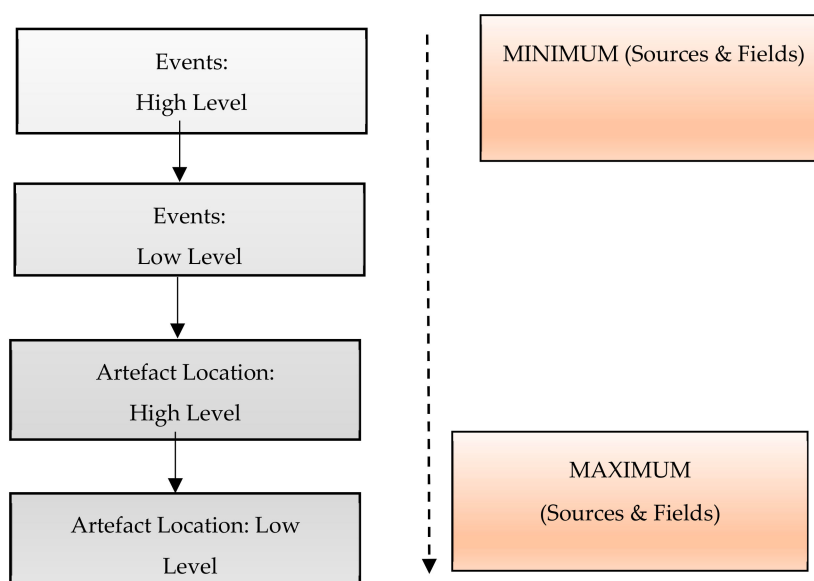 Events:
High Level
MINIMUM (Sources & Fields)
Events:
Low Level
Artefact Location:
High Level
Artefact Location: Low
Level
MAXIMUM
(Sources & Fields)